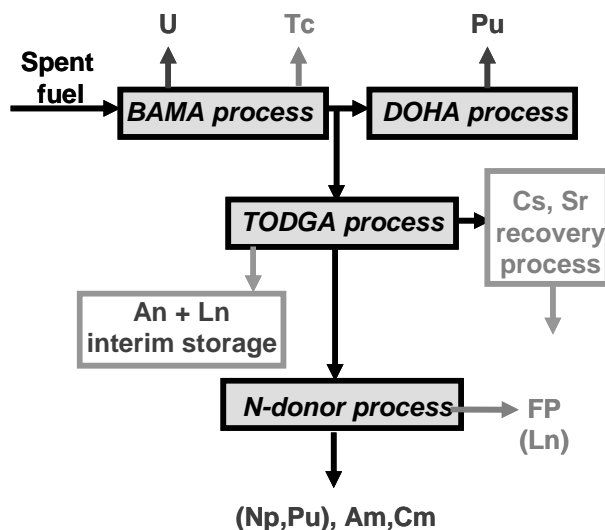 U
Tc
Pu
Spent
fuel
BAMA process
DOHA process
TODGA process
Cs, Sr
recovery
process
An + Ln
interim storage
N-donor process
FP
(Ln)
(Np,Pu), Am,Cm